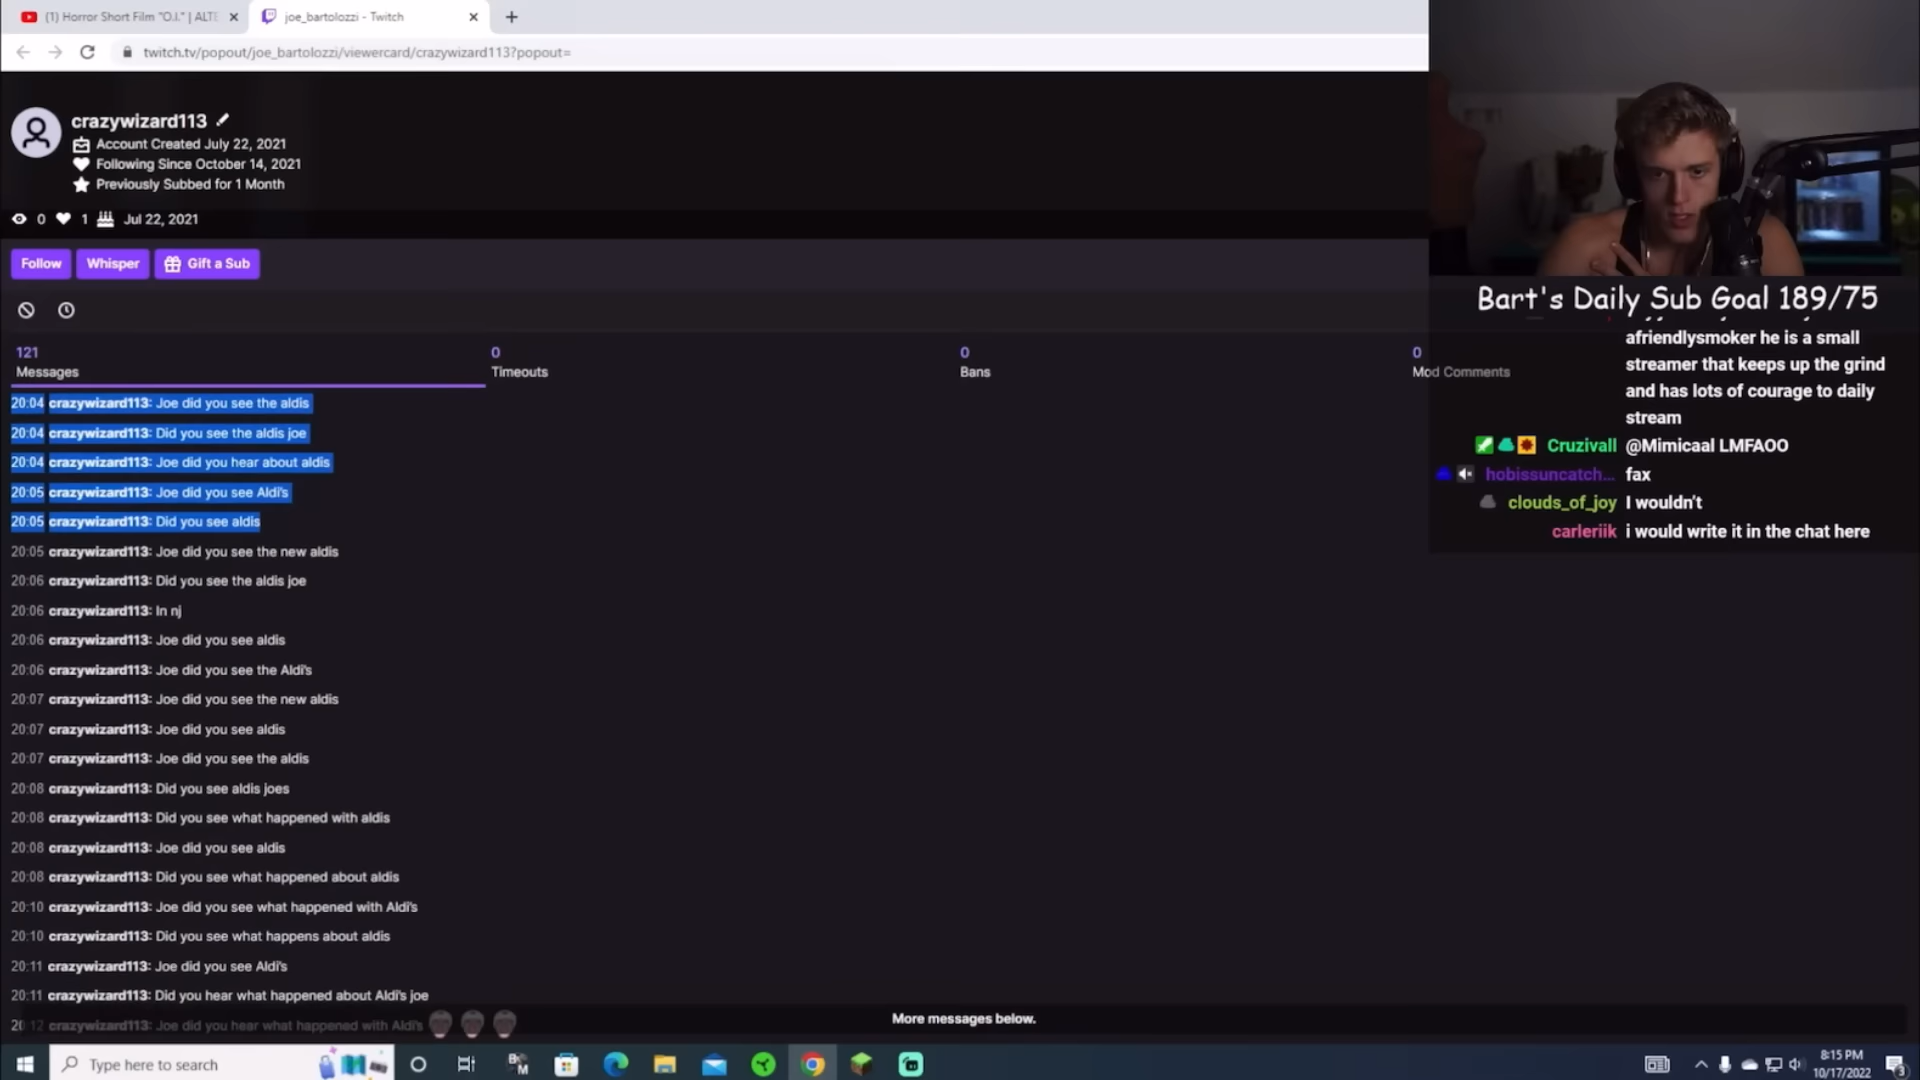 (1) Horror Short Film "O.I." | ALTE
joe_bartolozzi - Twitch
twitch.tv/popout/joe_bartolozzi/viewercard/crazywizard113?popout=
crazywizard113
Account Created July 22, 2021
Following Since October 14, 2021
Previously Subbed for 1 Month
0 1 Jul 22, 2021
Follow Whisper Gift a Sub
121 0 0 0
Messages Timeouts Bans Mod Comments
20:04 crazywizard113: Joe did you see the aldis
20:04 crazywizard113: Did you see the aldis joe
20:04 crazywizard113: Joe did you hear about aldis
20:05 crazywizard113: Joe did you see Aldi's
20:05 crazywizard113: Did you see aldis
20:05 crazywizard113: Joe did you see the new aldis
20:06 crazywizard113: Did you see the aldis joe
20:06 crazywizard113: In nj
20:06 crazywizard113: Joe did you see aldis
20:06 crazywizard113: Joe did you see the Aldi's
20:07 crazywizard113: Joe did you see the new aldis
20:07 crazywizard113: Joe did you see aldis
20:07 crazywizard113: Joe did you see the aldis
20:08 crazywizard113: Did you see aldis joes
20:08 crazywizard113: Did you see what happened with aldis
20:08 crazywizard113: Joe did you see aldis
20:08 crazywizard113: Did you see what happened about aldis
20:10 crazywizard113: Joe did you see what happened with Aldi's
20:10 crazywizard113: Did you see what happens about aldis
20:11 crazywizard113: Joe did you see Aldi's
20:11 crazywizard113: Did you hear what happened about Aldi's joe
20:12 crazywizard113: Joe did you hear what happened with Aldi's
More messages below.
Bart's Daily Sub Goal 189/75
afriendlysmoker he is a small
streamer that keeps up the grind
and has lots of courage to daily
stream
Cruzivall @Mimicaal LMFAOO
hobissuncatch... fax
clouds_of_joy I wouldn't
carleriik i would write it in the chat here
Type here to search
8:15 PM
10/17/2022
3